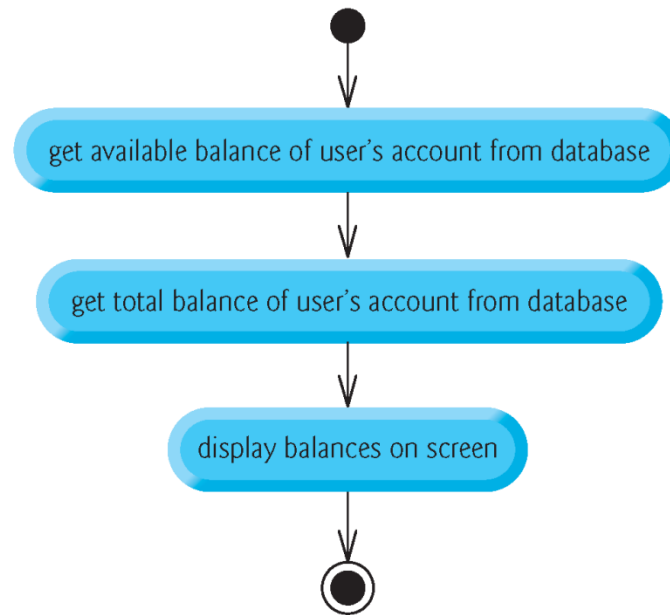 get available balance of user’s account from database
get total balance of user’s account from database
display balances on screen